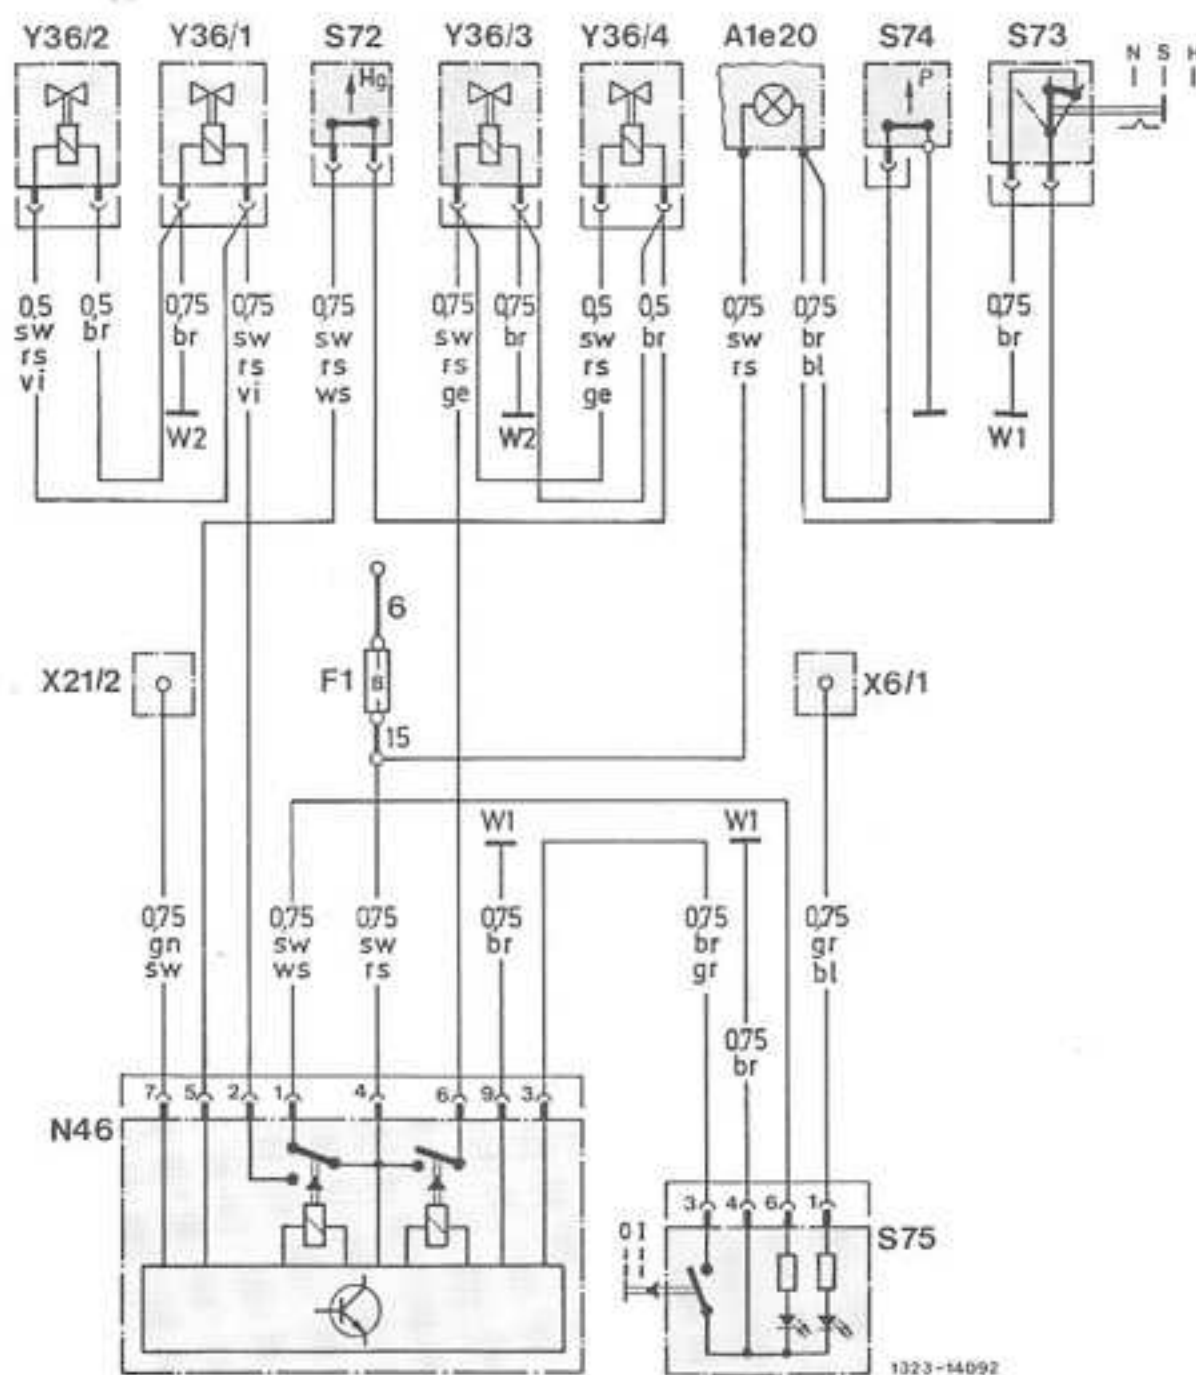 Y36/2 Y36/1 S72 Y36/3 Y36/4 A1e20 S74 S73
N S H
Hg P
0,5 0,5 0,75 0,75 0,75 0,75 0,75 0,5 0,5 0,75 0,75 0,75
sw br br sw sw sw br sw br sw br br
rs rs rs rs rs rs bl
vi vi ws ge ge
W2 W2 W1
6
X21/2 F1 8 X6/1
15
W1 W1
0,75 0,75 0,75 0,75 0,75 0,75
gn sw sw br br gr
sw ws rs gr bl
0,75
br
7 5 2 1 4 6 9 3
N46
3 4 6 1
0 I S75
1323-14092